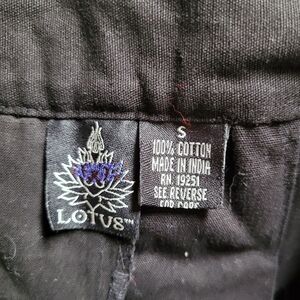 LOTUS™
S
100% COTTON
MADE IN INDIA
RN. 19251
SEE REVERSE
FOR CARE